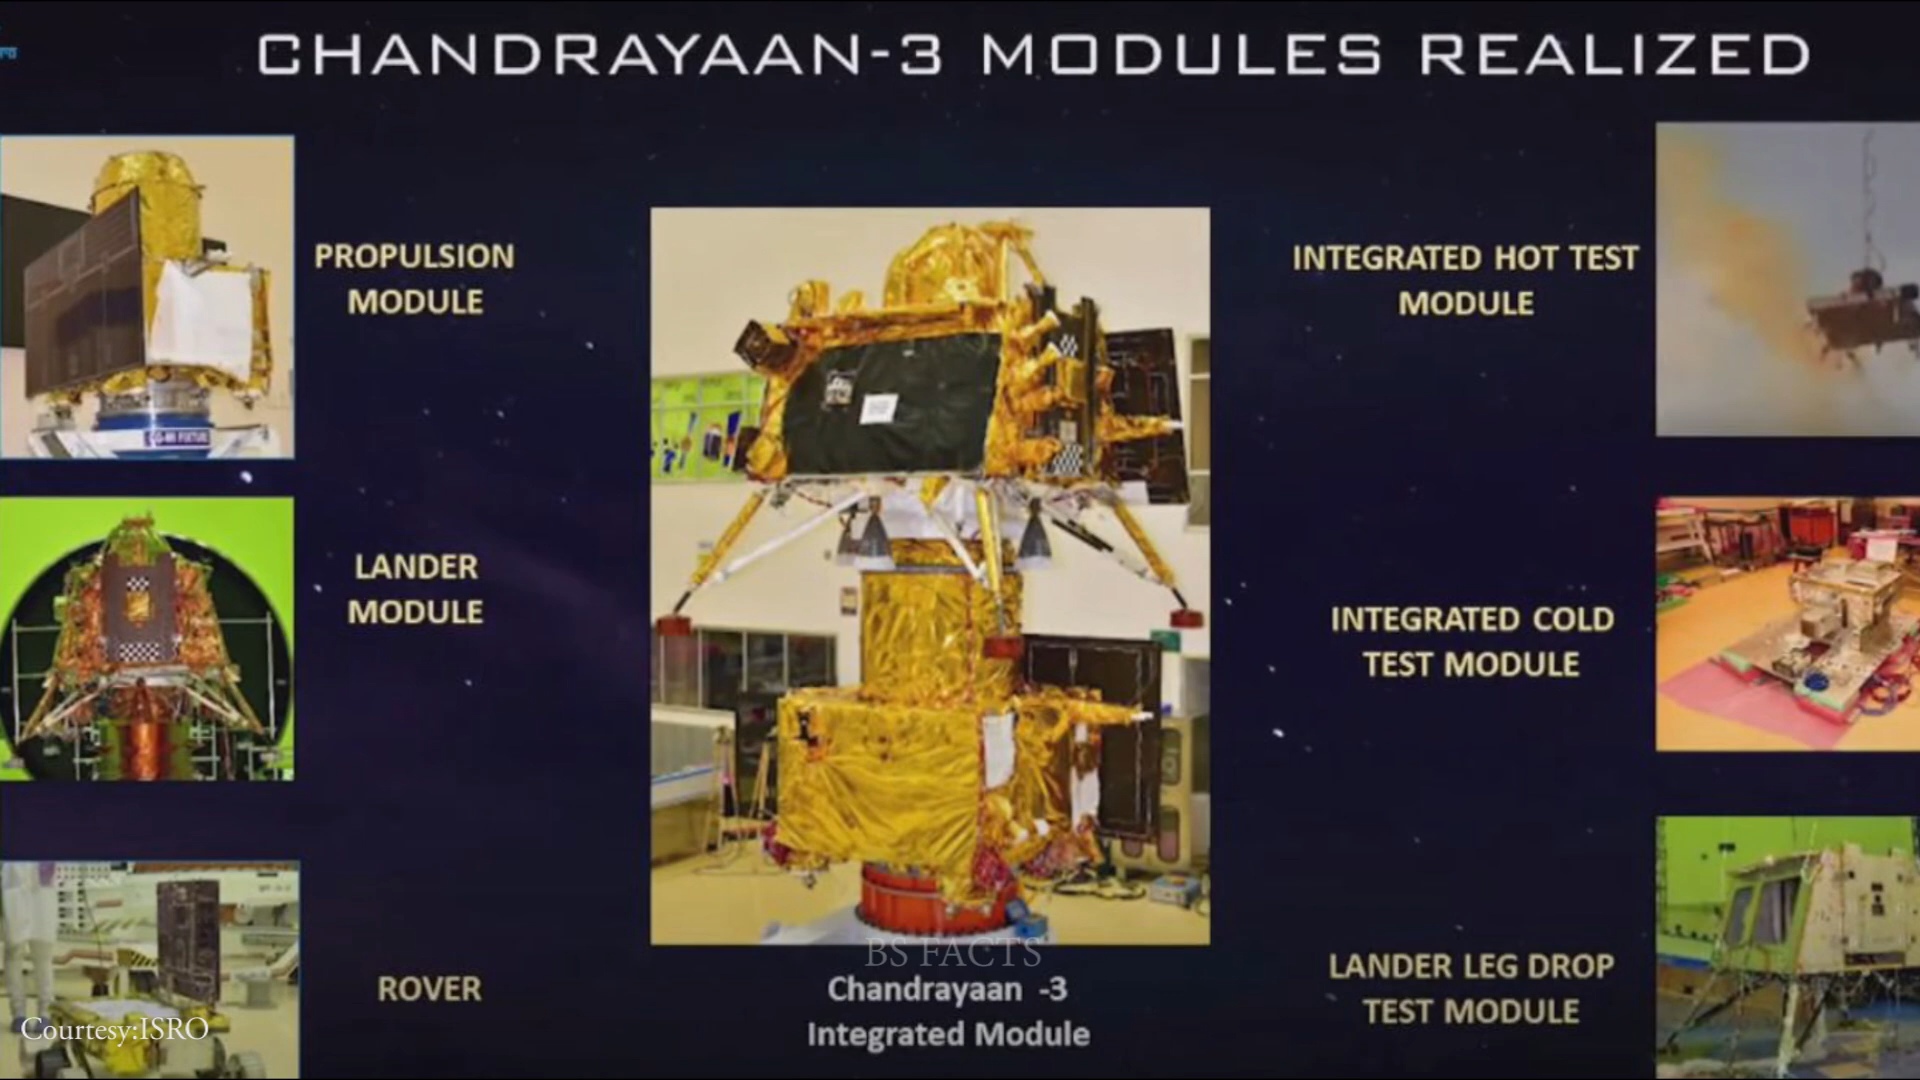 CHANDRAYAAN-3 MODULES REALIZED
PROPULSION
MODULE
LANDER
MODULE
ROVER
Courtesy:ISRO
BS FACTS
Chandrayaan -3
Integrated Module
INTEGRATED HOT TEST
MODULE
INTEGRATED COLD
TEST MODULE
LANDER LEG DROP
TEST MODULE